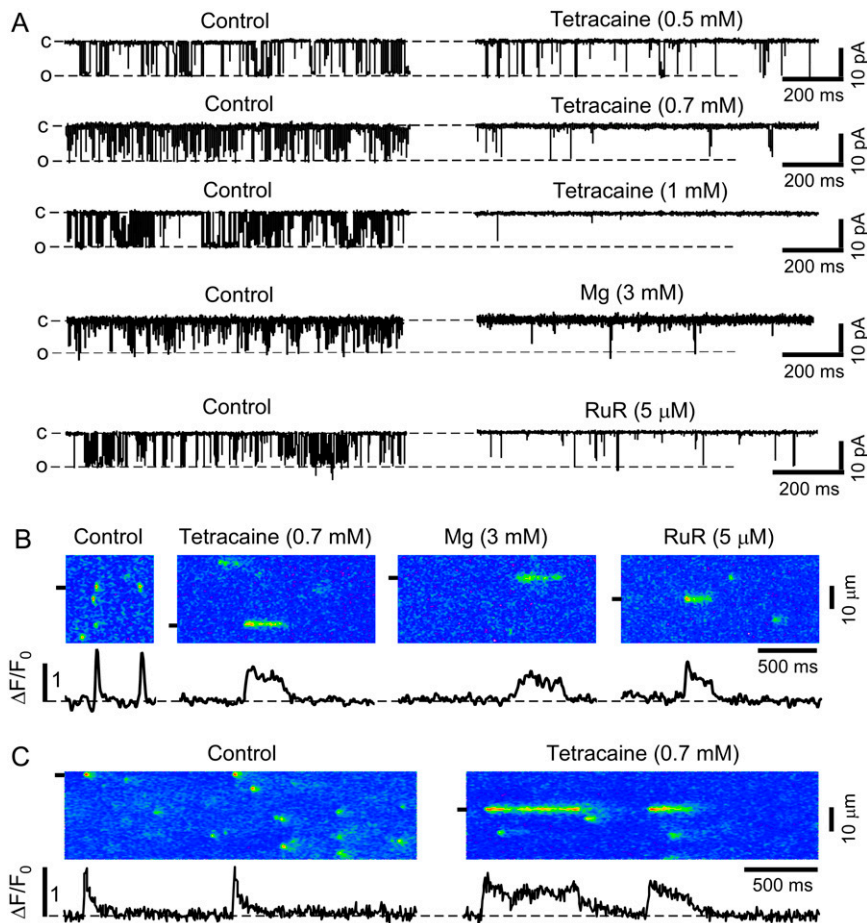 A
Control Tetracaine (0.5 mM)
c
o
10 pA
200 ms
Control Tetracaine (0.7 mM)
c
o
10 pA
200 ms
Control Tetracaine (1 mM)
c
o
10 pA
200 ms
Control Mg (3 mM)
c
o
10 pA
200 ms
Control RuR (5 μM)
c
o
10 pA
200 ms
B
Control Tetracaine (0.7 mM) Mg (3 mM) RuR (5 μM)
10 μm
500 ms
ΔF/F0
1
C
Control Tetracaine (0.7 mM)
10 μm
500 ms
ΔF/F0
1